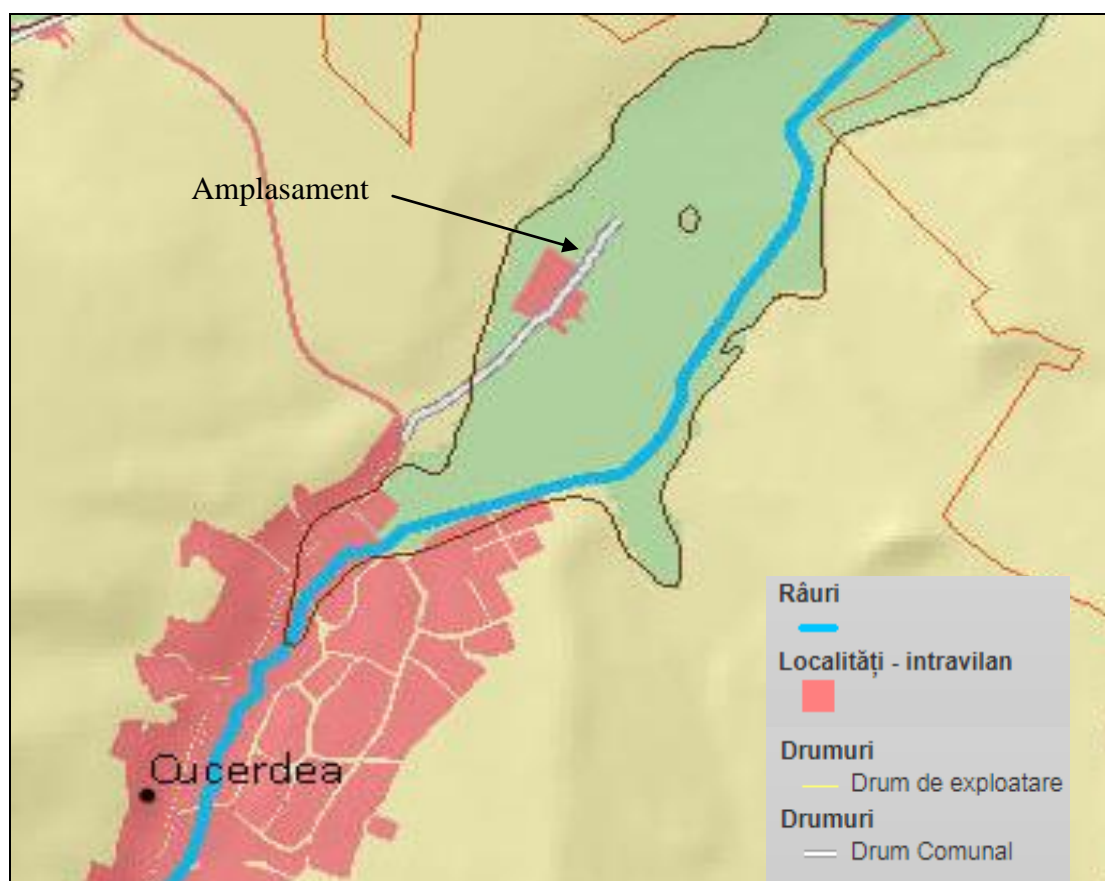 Amplasament
Râuri
Localități - intravilan
Drumuri
Drum de exploatare
Drumuri
Drum Comunal
Cucerdea